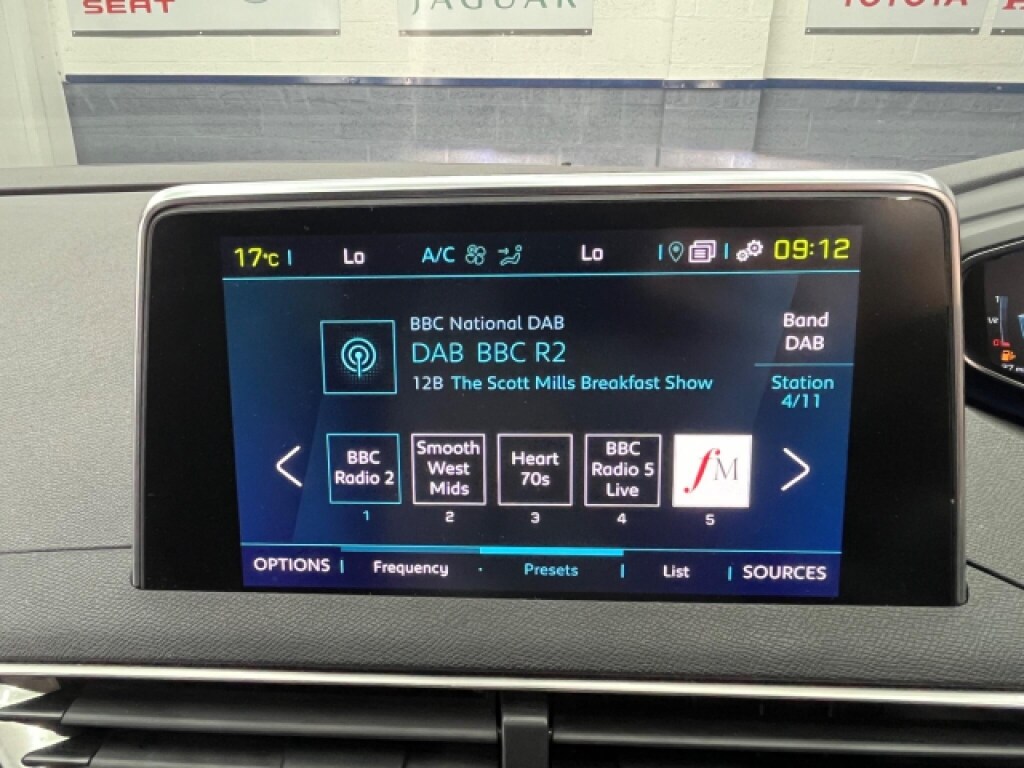 SEAT
JAGUAR
TOYOTA
17°C
Lo
A/C
Lo
09:12
BBC National DAB
DAB BBC R2
12B The Scott Mills Breakfast Show
Band
DAB
Station
4/11
BBC
Radio 2
Smooth
West
Mids
Heart
70s
BBC
Radio 5
Live
fM
1
2
3
4
5
OPTIONS
Frequency
Presets
List
SOURCES